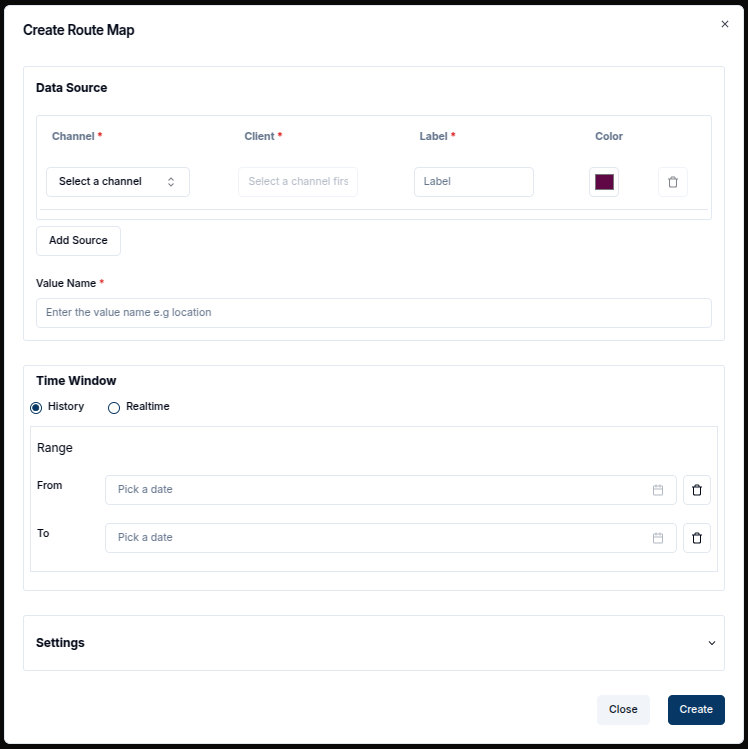 Create Route Map
Data Source
Channel * Client * Label * Color
Select a channel Select a channel firs Label
Add Source
Value Name *
Enter the value name e.g location
Time Window
History Realtime
Range
From Pick a date
To Pick a date
Settings
Close Create